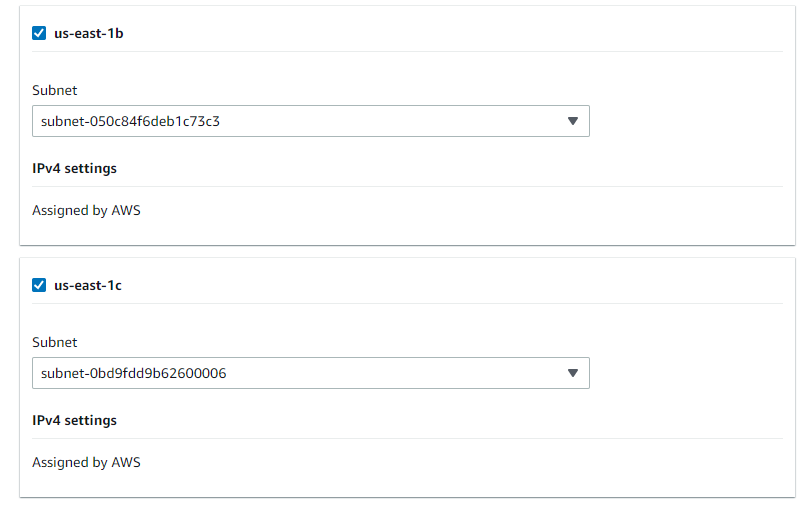 us-east-1b
Subnet
subnet-050c84f6deb1c73c3
IPv4 settings
Assigned by AWS
us-east-1c
Subnet
subnet-0bd9fdd9b62600006
IPv4 settings
Assigned by AWS